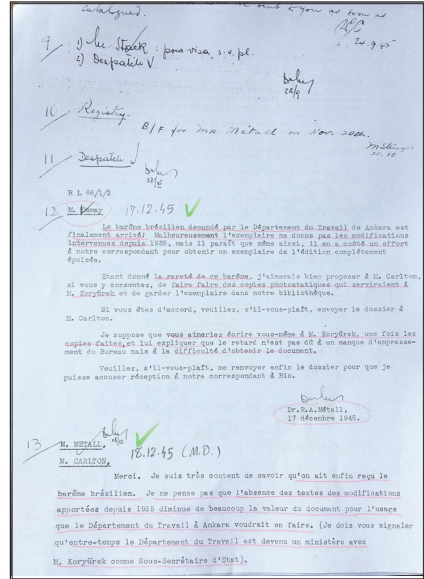 Catalogued.
you as soon as
24.9.45
9 1) Mr. Stack : pour visa, s.v.pl.
2) Despatch V
10 Registry
B/F for Mr. Métall on Nov. 20th.
11 Despatch
R L 66/1/2
12 17.12.45
Le barême brésilien demandé par le Département du Travail de Ankara est
finalement arrivé! Malheureusement l'exemplaire ne donne pas les modifications
intervenues depuis 1935, mais il paraît que même ainsi, il en a coûté un effort
à notre correspondant pour obtenir un exemplaire de l'édition complètement
épuisée.
Etant donné la rareté de ce barême, j'aimerais bien proposer à M. Carlton,
si vous y consentez, de faire faire des copies photostatiques qui serviraient à
M. Koryürek et de garder l'exemplaire dans notre bibliothèque.
Si vous êtes d'accord, veuillez, s'il-vous-plaît, envoyer le dossier à
M. Carlton.
Je suppose que vous aimeriez écrire vous-même à M. Koryürek, une fois les
copies faites, et lui expliquer que le retard n'est pas dû à un manque d'empresse-
ment du Bureau mais à la difficulté d'obtenir le document.
Veuillez, s'il-vous-plaît, me renvoyer enfin le dossier pour que je
puisse accuser réception à notre correspondant à Rio.
Dr.R.A.Métall,
17 décembre 1945.
13 M. METALL,
M. CARLTON, 18.12.45 (M.D.)
Merci. Je suis très content de savoir qu'on ait enfin reçu le
barême brésilien. Je ne pense pas que l'absence des textes des modifications
apportées depuis 1935 diminue de beaucoup la valeur du document pour l'usage
que le Département du Travail à Ankara voudrait en faire. (Je dois vous signaler
qu'entre-temps le Département du Travail est devenu un ministère avec
M. Koryürek comme Sous-Secrétaire d'Etat).